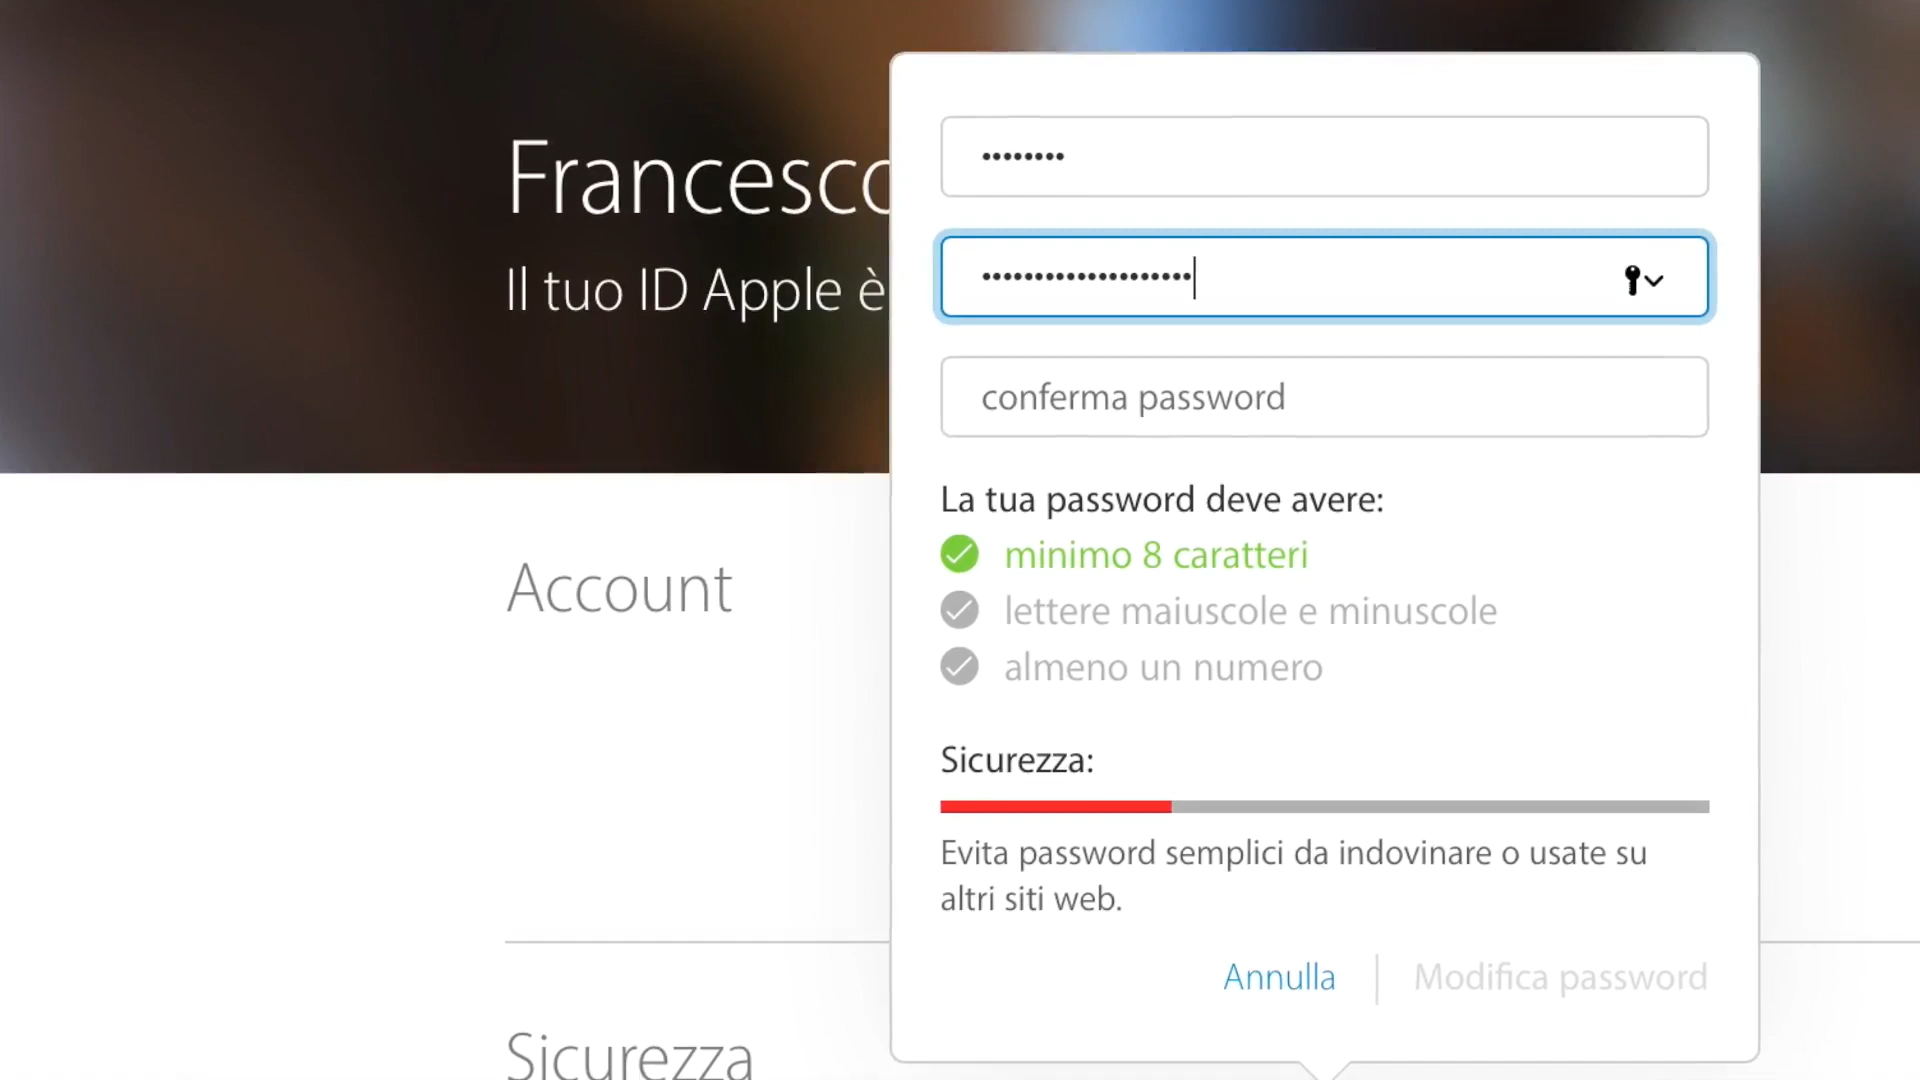 Francesco
Il tuo ID Apple è
••••••••
••••••••••••••••••••
conferma password
La tua password deve avere:
minimo 8 caratteri
lettere maiuscole e minuscole
almeno un numero
Sicurezza:
Evita password semplici da indovinare o usate su
altri siti web.
Annulla
Modifica password
Account
Sicurezza